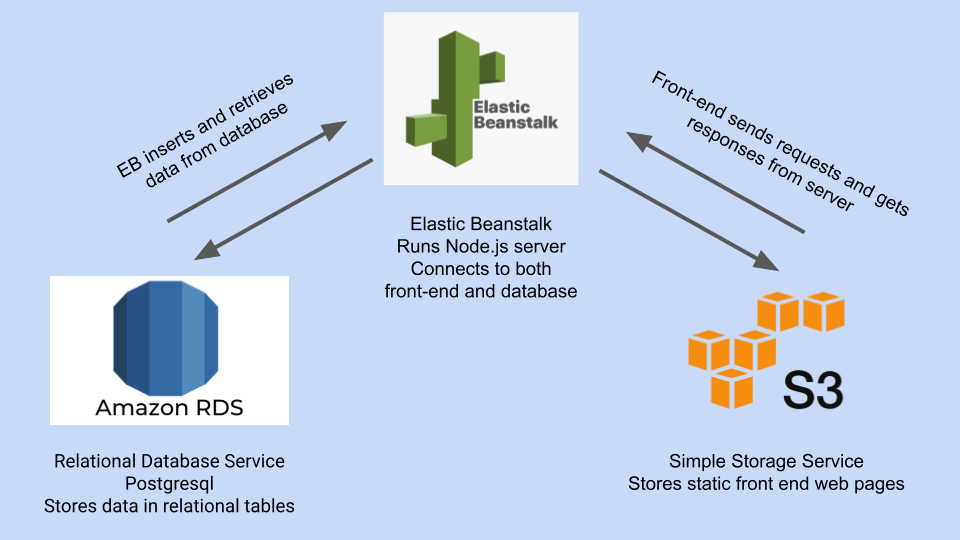 Elastic
Beanstalk
EB inserts and retrieves
data from database
Front-end sends requests and gets
responses from server
Elastic Beanstalk
Runs Node.js server
Connects to both
front-end and database
Amazon RDS
S3
Relational Database Service
Postgresql
Stores data in relational tables
Simple Storage Service
Stores static front end web pages